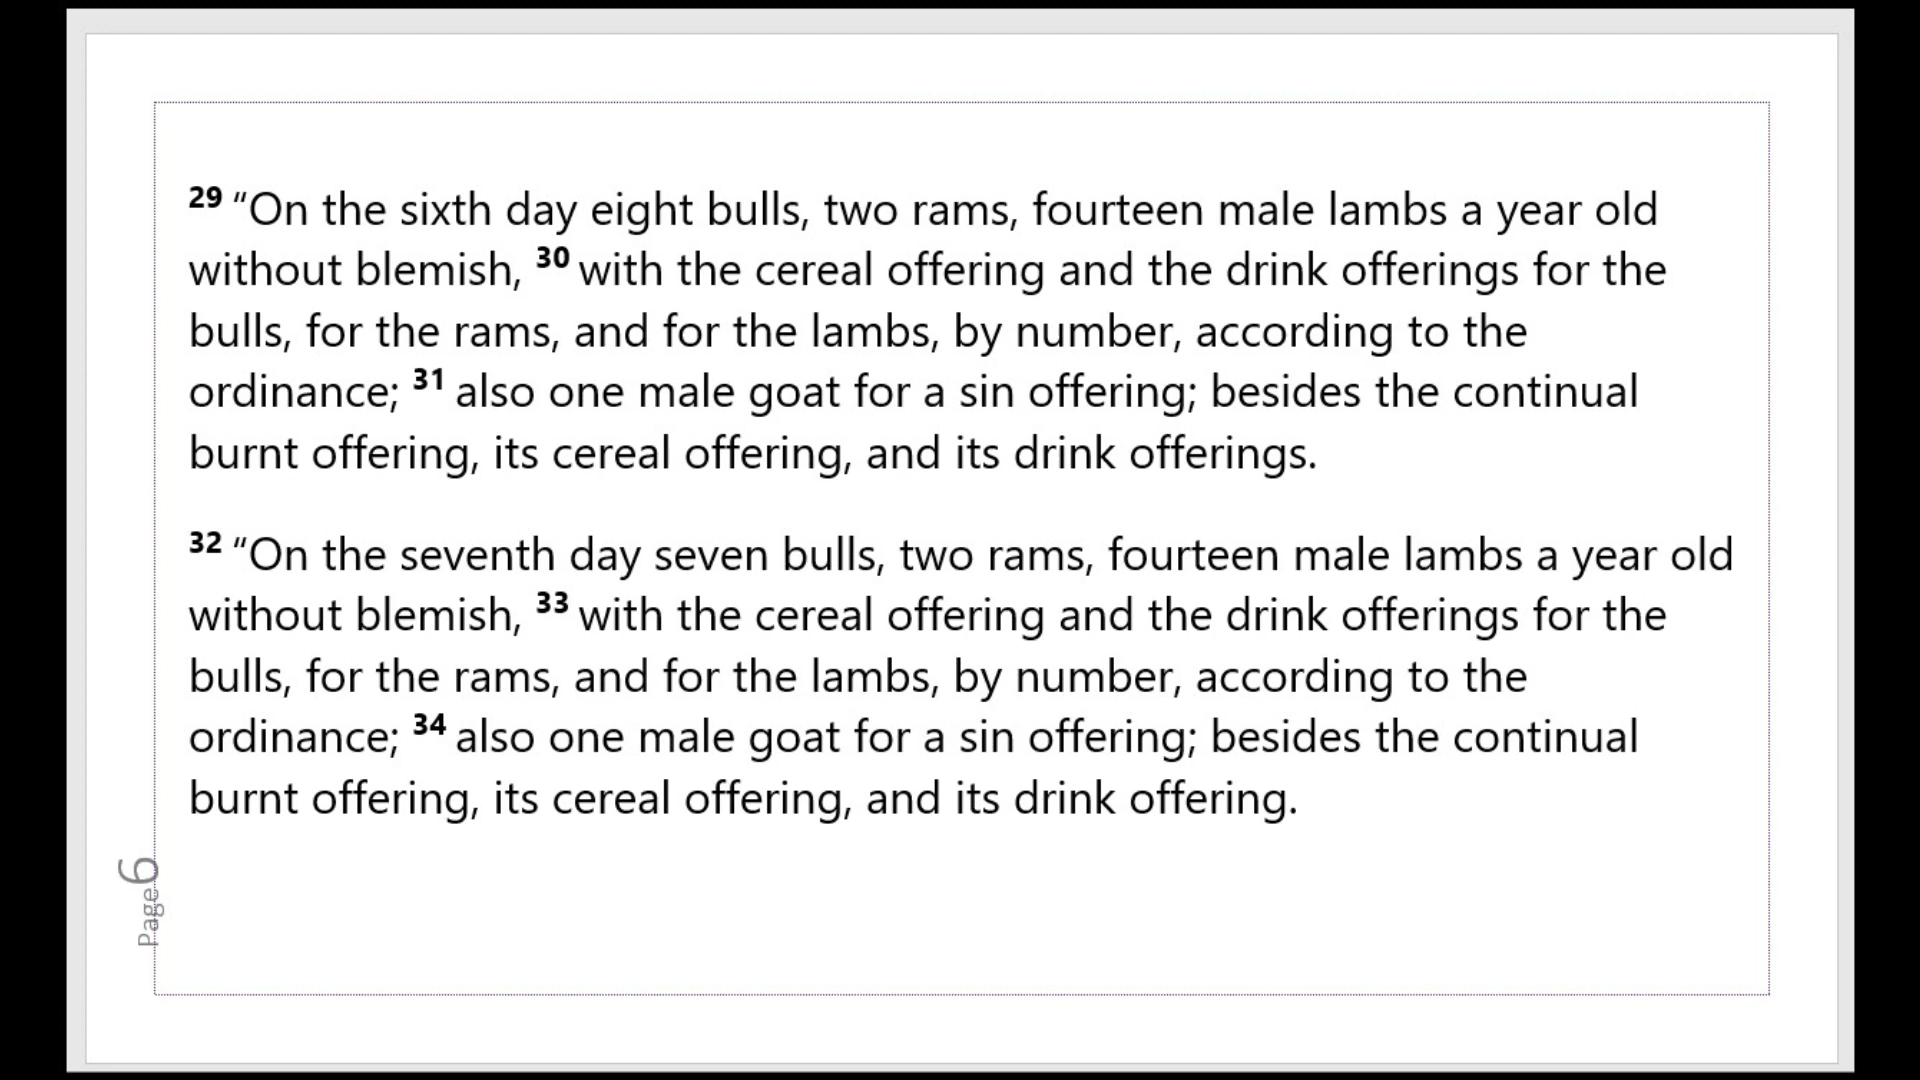 29 “On the sixth day eight bulls, two rams, fourteen male lambs a year old
without blemish, 30 with the cereal offering and the drink offerings for the
bulls, for the rams, and for the lambs, by number, according to the
ordinance; 31 also one male goat for a sin offering; besides the continual
burnt offering, its cereal offering, and its drink offerings.
32 “On the seventh day seven bulls, two rams, fourteen male lambs a year old
without blemish, 33 with the cereal offering and the drink offerings for the
bulls, for the rams, and for the lambs, by number, according to the
ordinance; 34 also one male goat for a sin offering; besides the continual
burnt offering, its cereal offering, and its drink offering.
Page 6